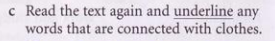 c Read the text again and underline any
words that are connected with clothes.